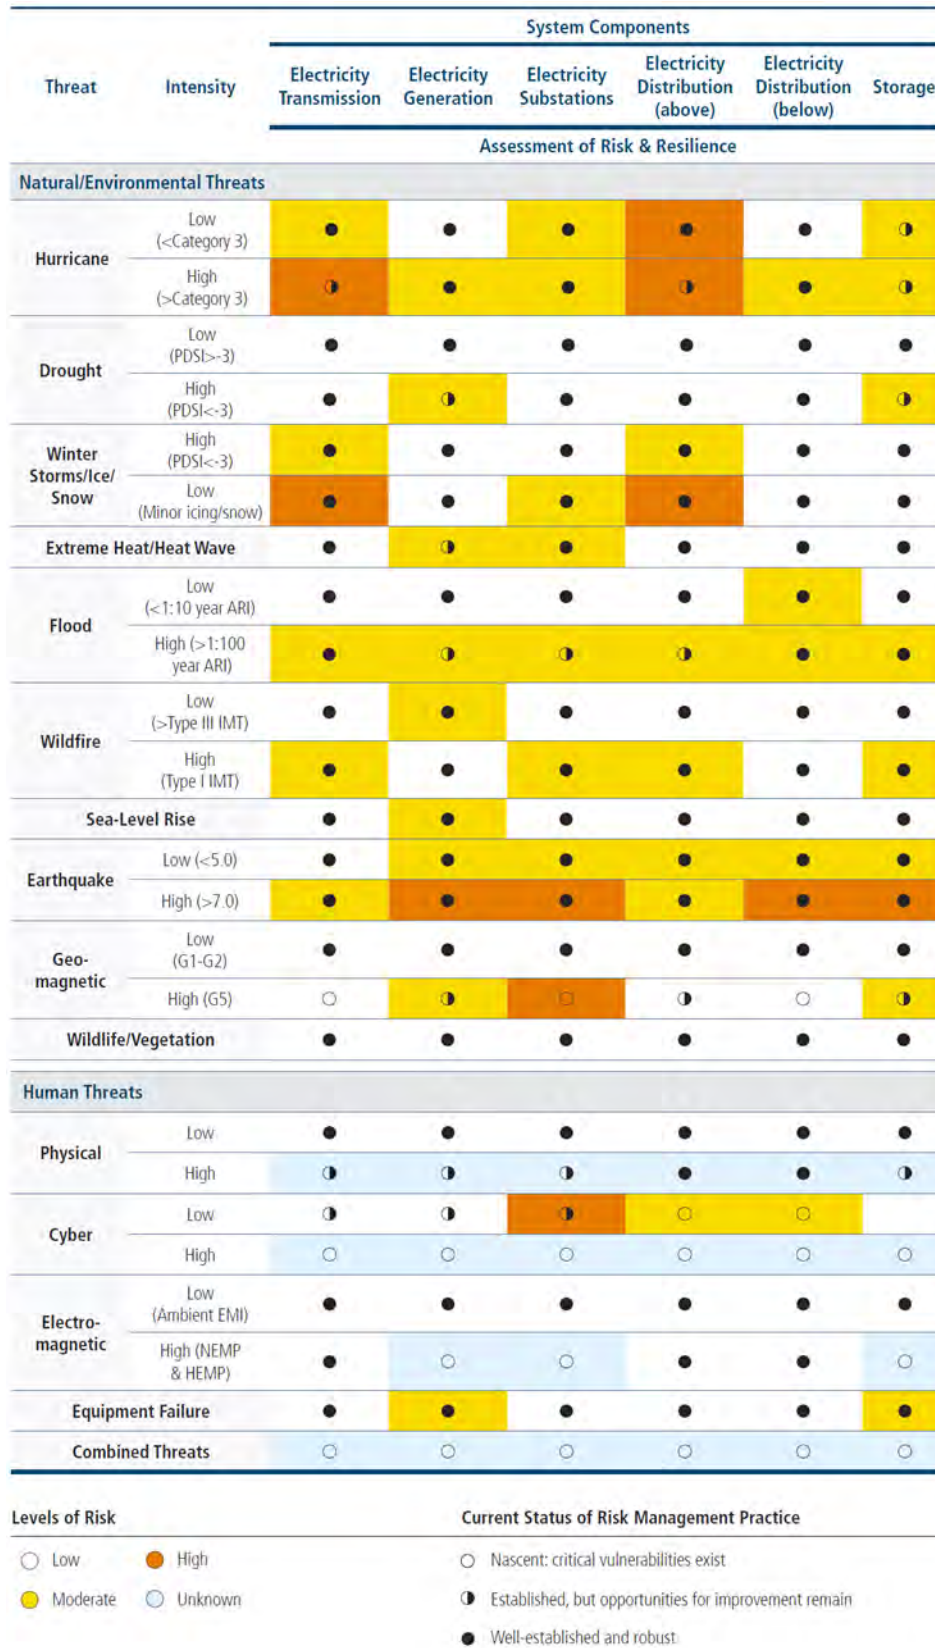 System Components
Threat Intensity Electricity Transmission Electricity Generation Electricity Substations Electricity Distribution (above) Electricity Distribution (below) Storage
Assessment of Risk & Resilience
Natural/Environmental Threats
Hurricane
Low
(<Category 3)
High
(>Category 3)
Drought
Low
(PDSI>-3)
High
(PDSI<-3)
Winter
Storms/Ice/
Snow
High
(PDSI<-3)
Low
(Minor icing/snow)
Extreme Heat/Heat Wave
Flood
Low
(<1:10 year ARI)
High (>1:100
year ARI)
Wildfire
Low
(>Type III IMT)
High
(Type I IMT)
Sea-Level Rise
Earthquake
Low (<5.0)
High (>7.0)
Geo-
magnetic
Low
(G1-G2)
High (G5)
Wildlife/Vegetation
Human Threats
Physical
Low
High
Cyber
Low
High
Electro-
magnetic
Low
(Ambient EMI)
High (NEMP
& HEMP)
Equipment Failure
Combined Threats
Levels of Risk
Low
High
Moderate
Unknown
Current Status of Risk Management Practice
Nascent: critical vulnerabilities exist
Established, but opportunities for improvement remain
Well-established and robust